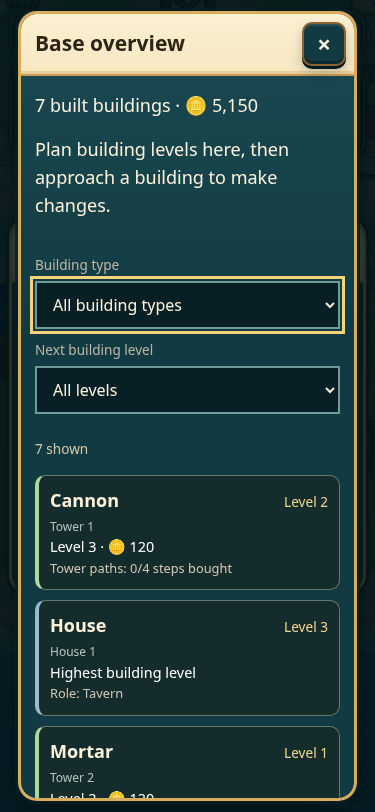 Base overview
×
7 built buildings · 🪙 5,150
Plan building levels here, then
approach a building to make
changes.
Building type
All building types
Next building level
All levels
7 shown
Cannon
Level 2
Tower 1
Level 3 · 🪙 120
Tower paths: 0/4 steps bought
House
Level 3
House 1
Highest building level
Role: Tavern
Mortar
Level 1
Tower 2
Level 2 · 🪙 120